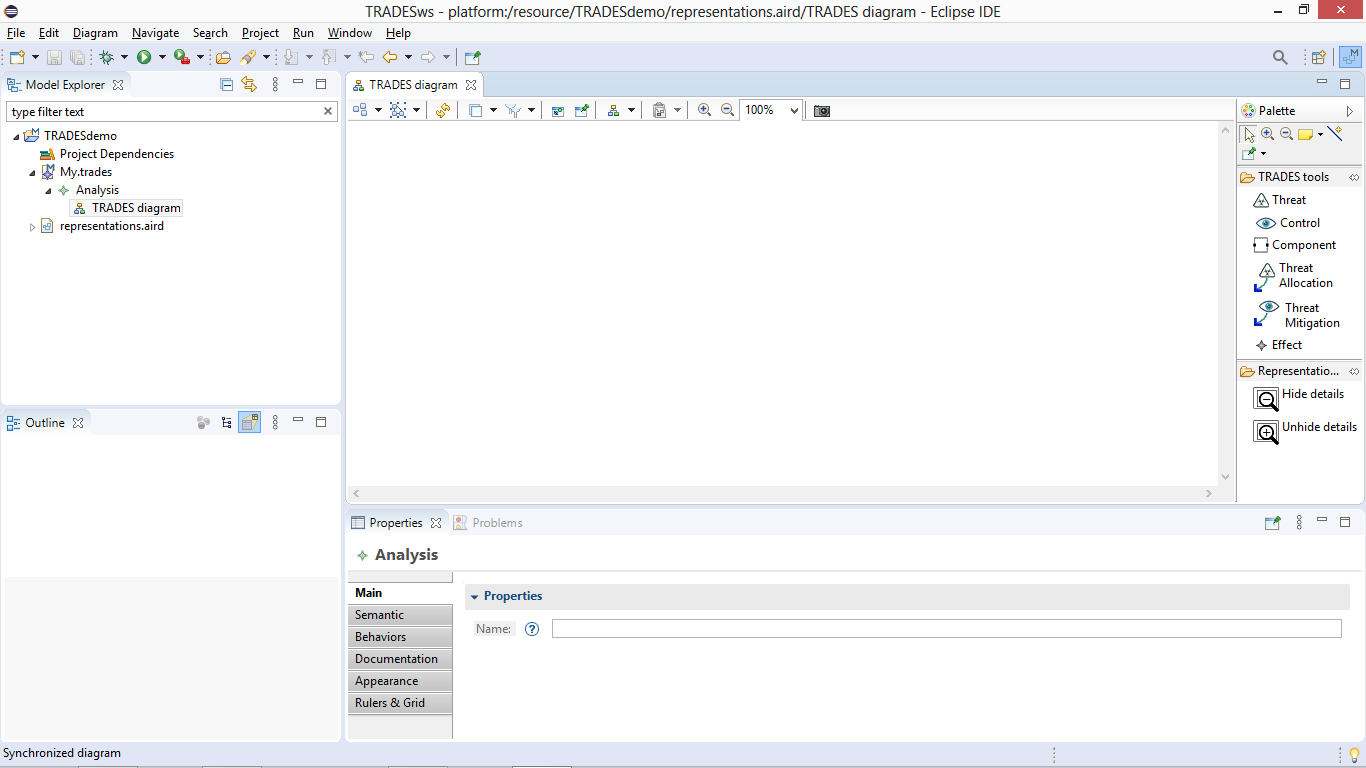 TRADESws - platform:/resource/TRADESdemo/representations.aird/TRADES diagram - Eclipse IDE
File Edit Diagram Navigate Search Project Run Window Help
Model Explorer
type filter text
TRADESdemo
Project Dependencies
My.trades
Analysis
TRADES diagram
representations.aird
Outline
TRADES diagram
100%
Palette
TRADES tools
Threat
Control
Component
Threat
Allocation
Threat
Mitigation
Effect
Representatio...
Hide details
Unhide details
Properties Problems
Analysis
Main
Semantic
Behaviors
Documentation
Appearance
Rulers & Grid
Properties
Name:
Synchronized diagram